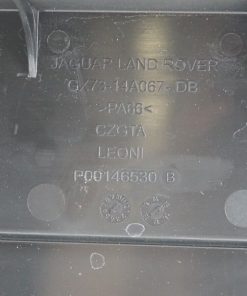 JAGUAR LAND ROVER
GX73-14A067-DB
>PA66<
CZGTA
LEONI
P00146530 B